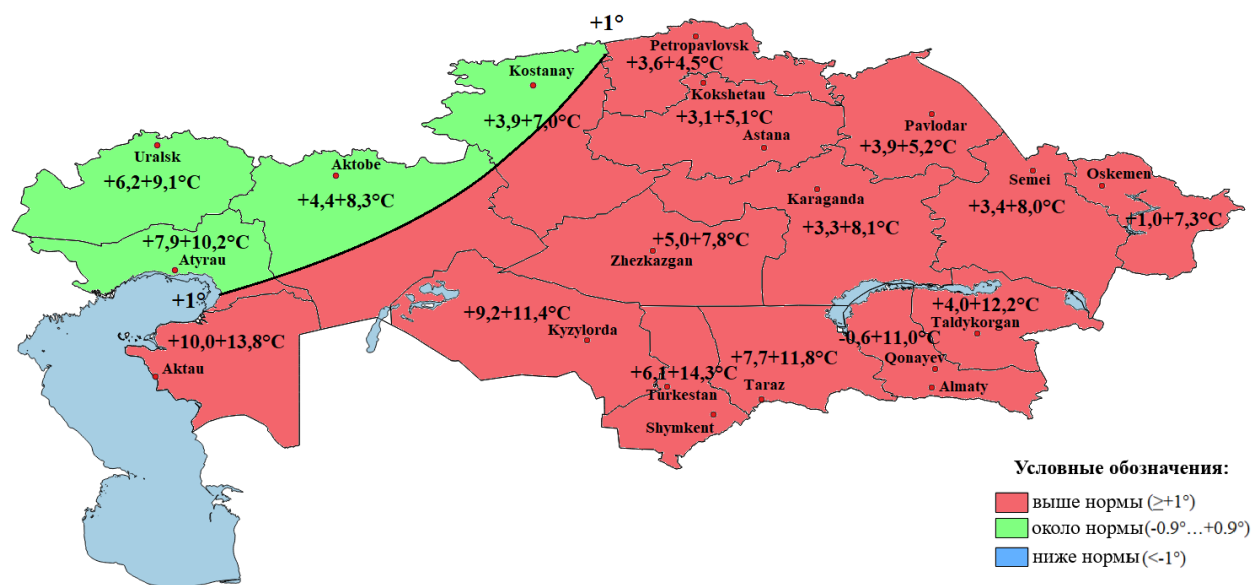 +1°
Petropavlovsk
+3,6+4,5°C
Kostanay
Kokshetau
+3,9+7,0°C
+3,1+5,1°C
Pavlodar
Astana
+3,9+5,2°C
Uralsk
Aktobe
+6,2+9,1°C
+4,4+8,3°C
Semei
Oskemen
Karaganda
+3,4+8,0°C
+1,0+7,3°C
+3,3+8,1°C
+7,9+10,2°C
Atyrau
+5,0+7,8°C
Zhezkazgan
+1°
+9,2+11,4°C
Kyzylorda
+4,0+12,2°C
Taldykorgan
-0,6+11,0°C
+10,0+13,8°C
Aktau
+7,7+11,8°C
Qonayev
+6,1+14,3°C
Turkestan
Taraz
Almaty
Shymkent
Условные обозначения:
выше нормы (≥+1°)
около нормы (-0.9°…+0.9°)
ниже нормы (<-1°)